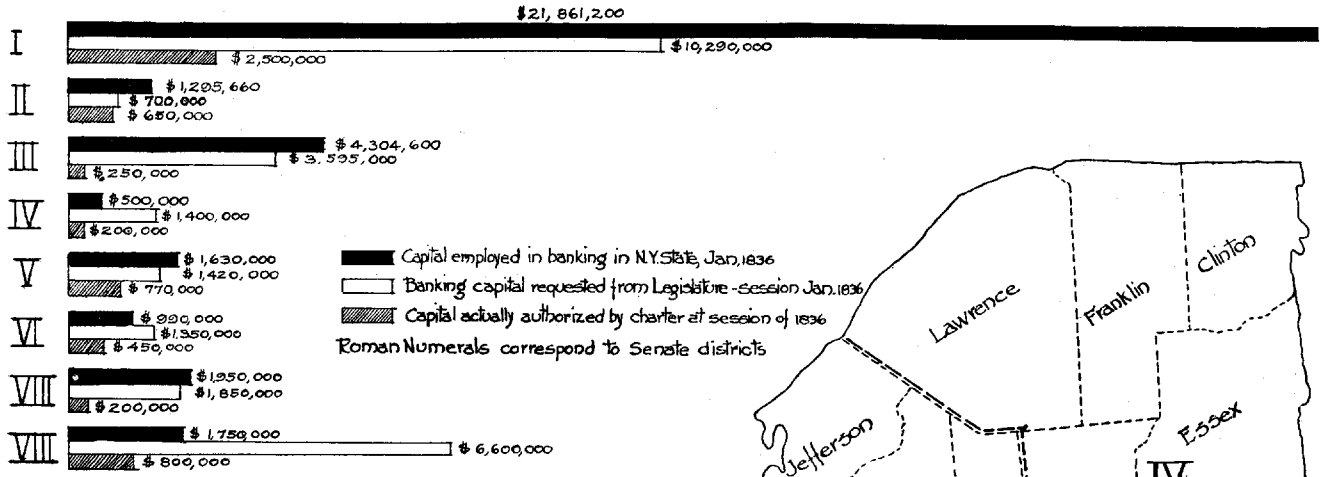 $21,861,200
I
$10,290,000
$2,500,000
II
$1,205,660
$700,000
$650,000
III
$4,304,600
$3,595,000
$250,000
IV
$500,000
$1,400,000
$200,000
V
$1,630,000
$1,420,000
$770,000
VI
$990,000
$1,350,000
$450,000
VIII
$1,950,000
$1,850,000
$200,000
VIII
$1,750,000
$6,600,000
$800,000
Capital employed in banking in N.Y.State, Jan.1836
Banking capital requested from Legislature-session Jan.1836
Capital actually authorized by charter at session of 1836
Roman Numerals correspond to Senate districts
Clinton
Franklin
Lawrence
Essex
Jefferson
IV